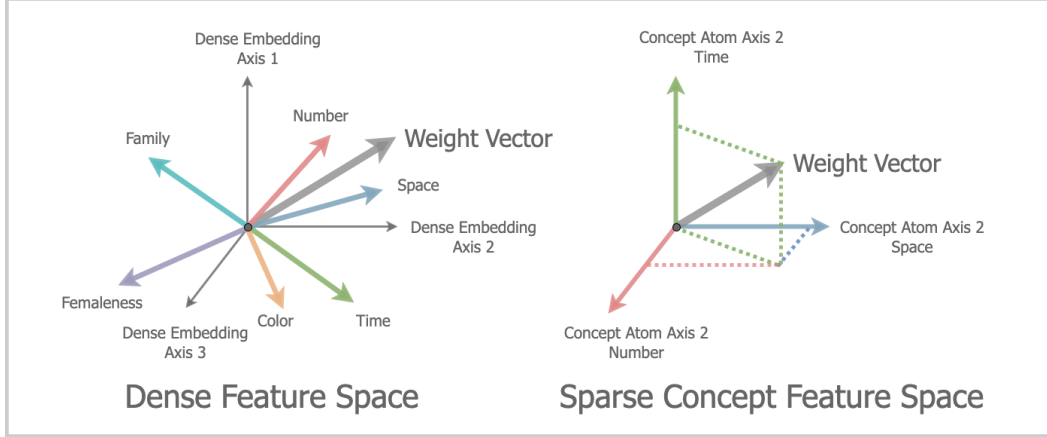 Dense Embedding
Axis 1
Number
Family
Weight Vector
Space
Dense Embedding
Axis 2
Femaleness
Dense Embedding
Axis 3
Color
Time
Dense Feature Space
Concept Atom Axis 2
Time
Weight Vector
Concept Atom Axis 2
Space
Concept Atom Axis 2
Number
Sparse Concept Feature Space